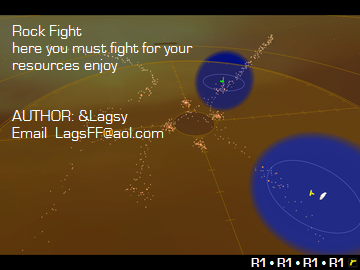 Rock Fight
here you must fight for your
resources enjoy
AUTHOR: &Lagsy
Email  LagsFF@aol.com
R1 • R1 • R1 • R1 r